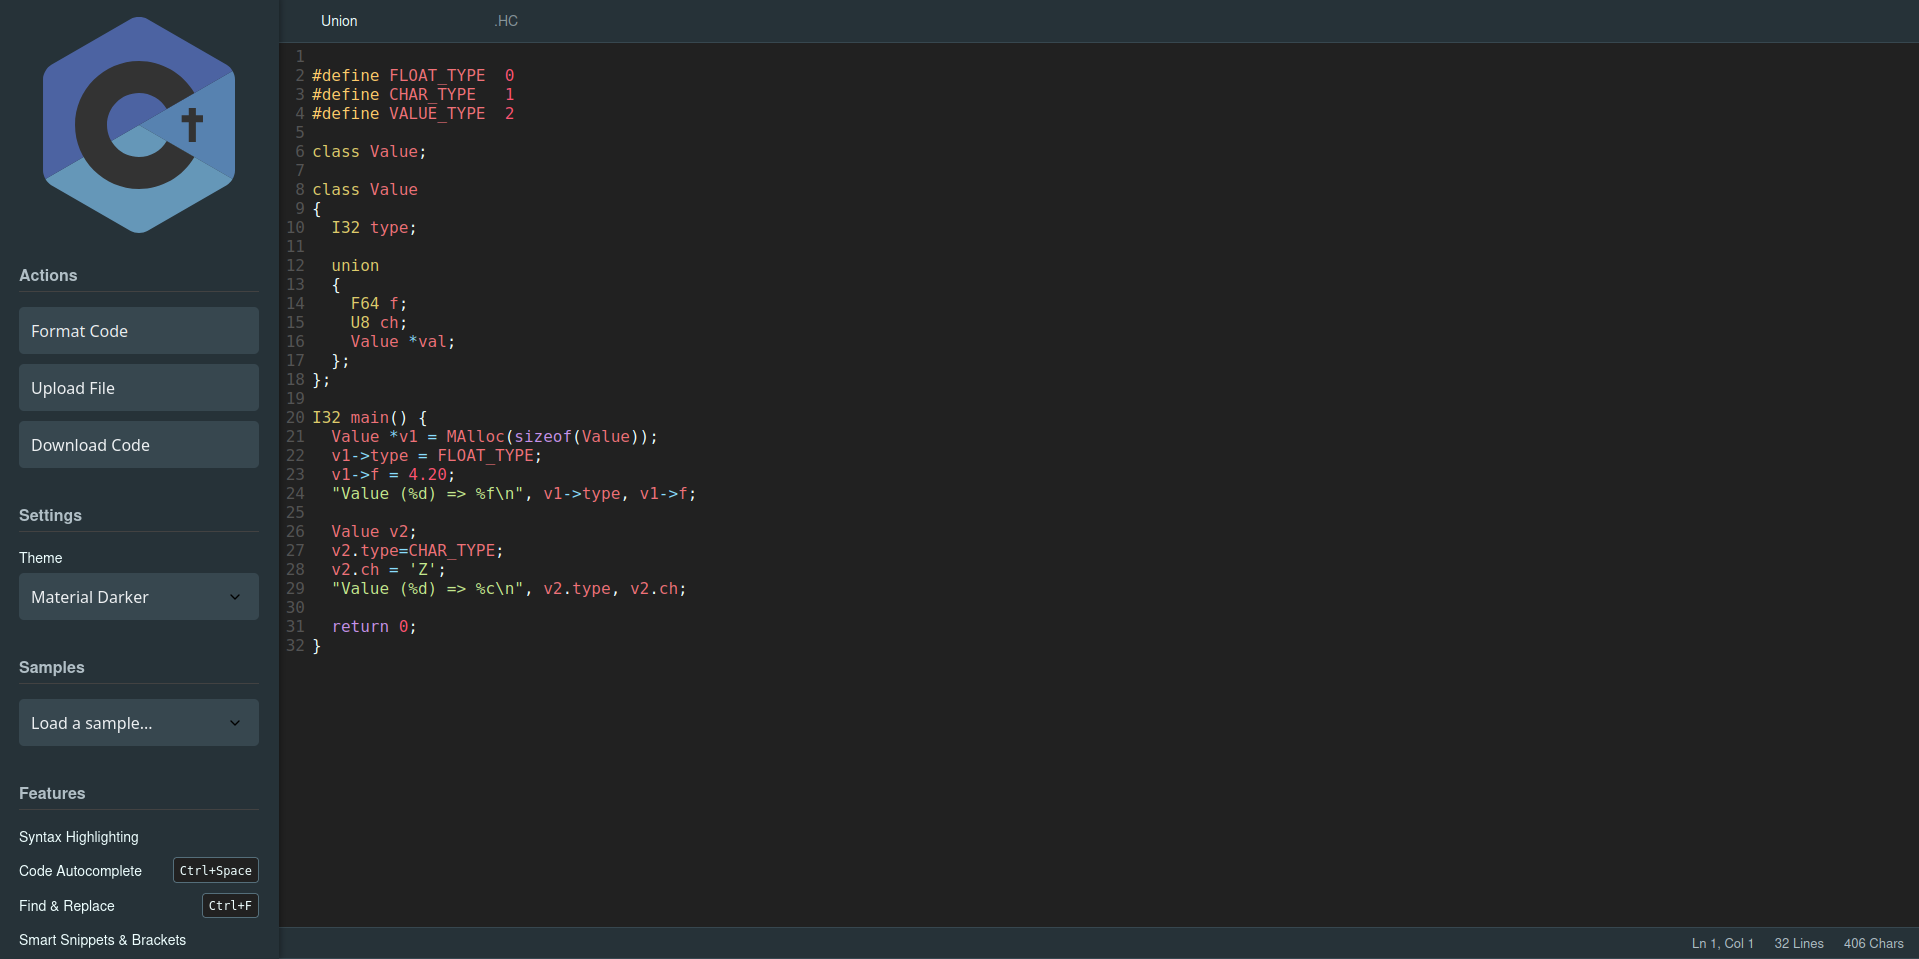 Union .HC
Actions
Format Code
Upload File
Download Code
Settings
Theme
Material Darker
Samples
Load a sample...
Features
Syntax Highlighting
Code Autocomplete Ctrl+Space
Find & Replace Ctrl+F
Smart Snippets & Brackets
1
2 #define FLOAT_TYPE  0
3 #define CHAR_TYPE   1
4 #define VALUE_TYPE  2
5
6 class Value;
7
8 class Value
9 {
10   I32 type;
11
12   union
13   {
14     F64 f;
15     U8 ch;
16     Value *val;
17   };
18 };
19
20 I32 main() {
21   Value *v1 = MAlloc(sizeof(Value));
22   v1->type = FLOAT_TYPE;
23   v1->f = 4.20;
24   "Value (%d) => %f\n", v1->type, v1->f;
25
26   Value v2;
27   v2.type=CHAR_TYPE;
28   v2.ch = 'Z';
29   "Value (%d) => %c\n", v2.type, v2.ch;
30
31   return 0;
32 }
Ln 1, Col 1 32 Lines 406 Chars